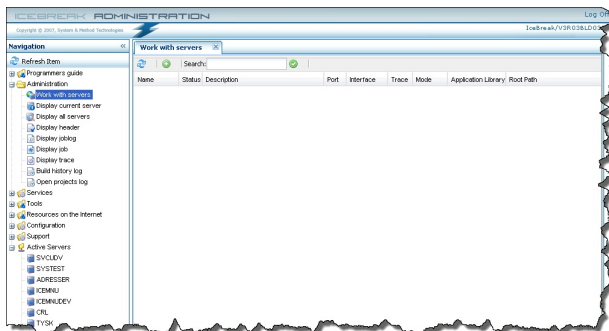 ICEBREAK ADMINISTRATION
Log Off
Copyright © 2007, System & Method Technologies
IceBreak/V3R03BLD03
Navigation «
Work with servers
Refresh Item
Search:
Programmers guide
Administration
Work with servers
Display current server
Display all servers
Display header
Display joblog
Display job
Display trace
Build history log
Open projects log
Services
Tools
Resources on the Internet
Configuration
Support
Active Servers
SVCUDV
SYSTEST
ADRESSER
ICEMNU
ICEMNUDEV
CRL
TYSK
Name Status Description Port Interface Trace Mode Application Library Root Path